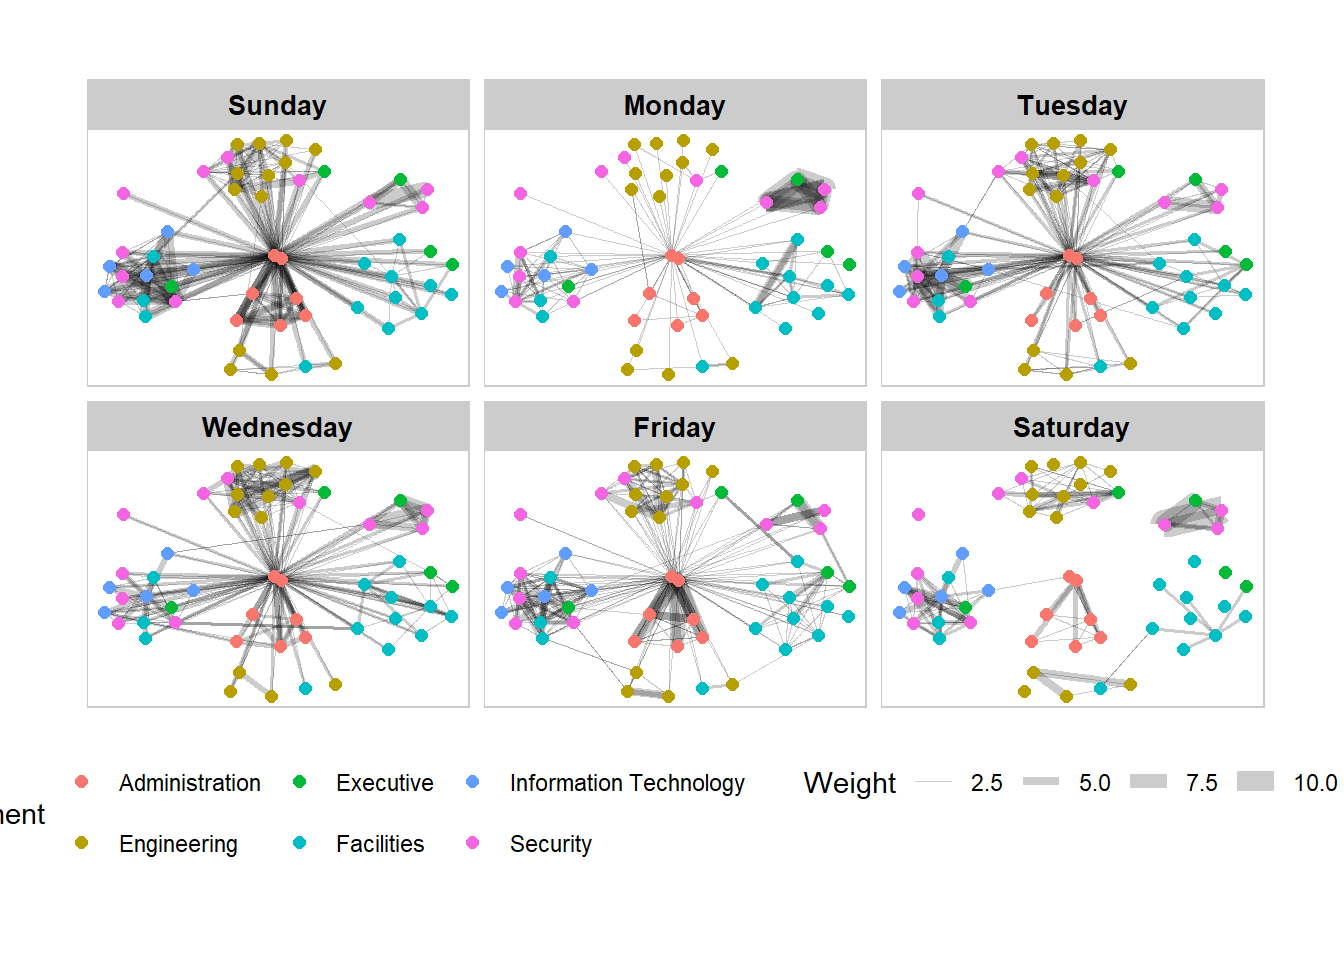 Sunday
Monday
Tuesday
Wednesday
Friday
Saturday
Administration
Executive
Information Technology
Weight
2.5
5.0
7.5
10.0
Engineering
Facilities
Security